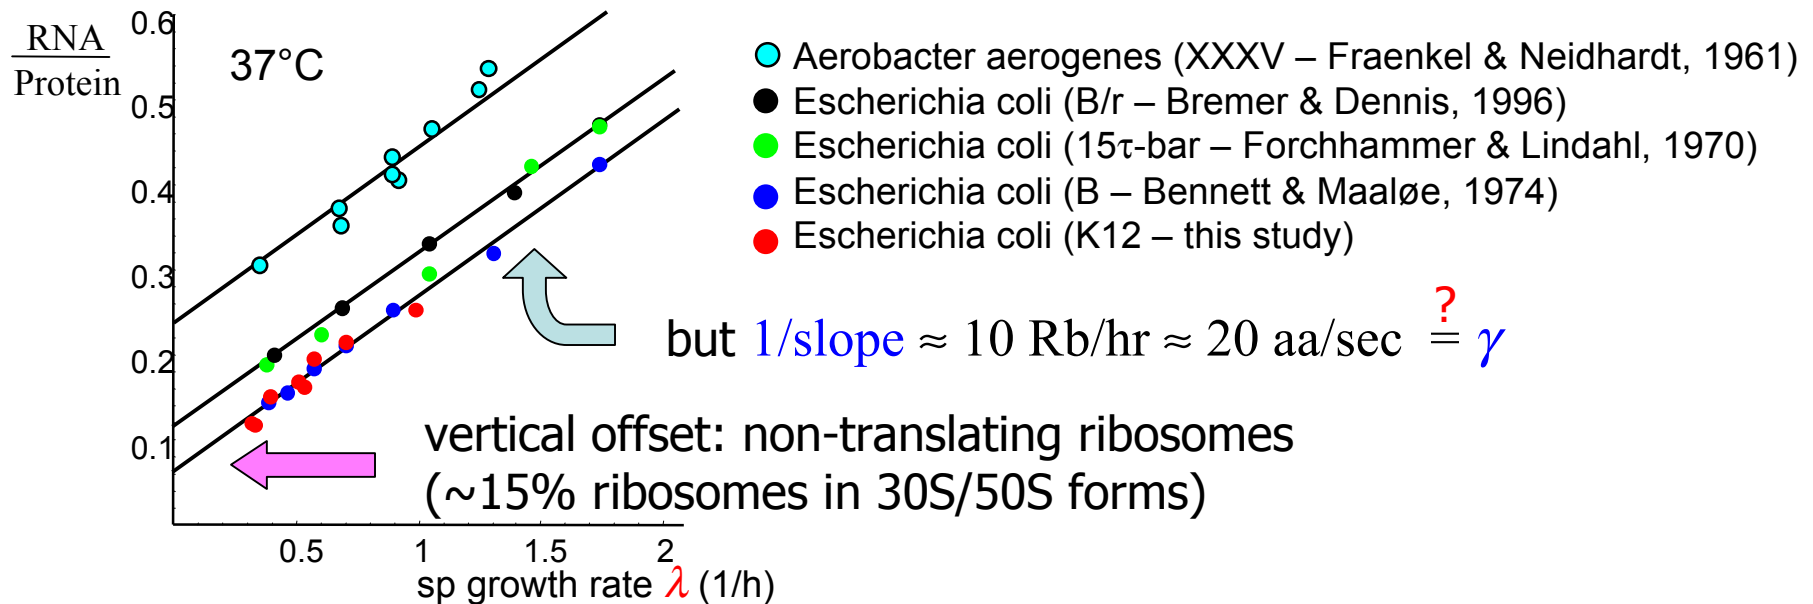 RNA
Protein
37°C
0.6
0.5
0.4
0.3
0.2
0.1
0.5 1 1.5 2
sp growth rate λ (1/h)
Aerobacter aerogenes (XXXV – Fraenkel & Neidhardt, 1961)
Escherichia coli (B/r – Bremer & Dennis, 1996)
Escherichia coli (15τ-bar – Forchhammer & Lindahl, 1970)
Escherichia coli (B – Bennett & Maaløe, 1974)
Escherichia coli (K12 – this study)
?
but 1/slope ≈ 10 Rb/hr ≈ 20 aa/sec = γ
vertical offset: non-translating ribosomes
(~15% ribosomes in 30S/50S forms)